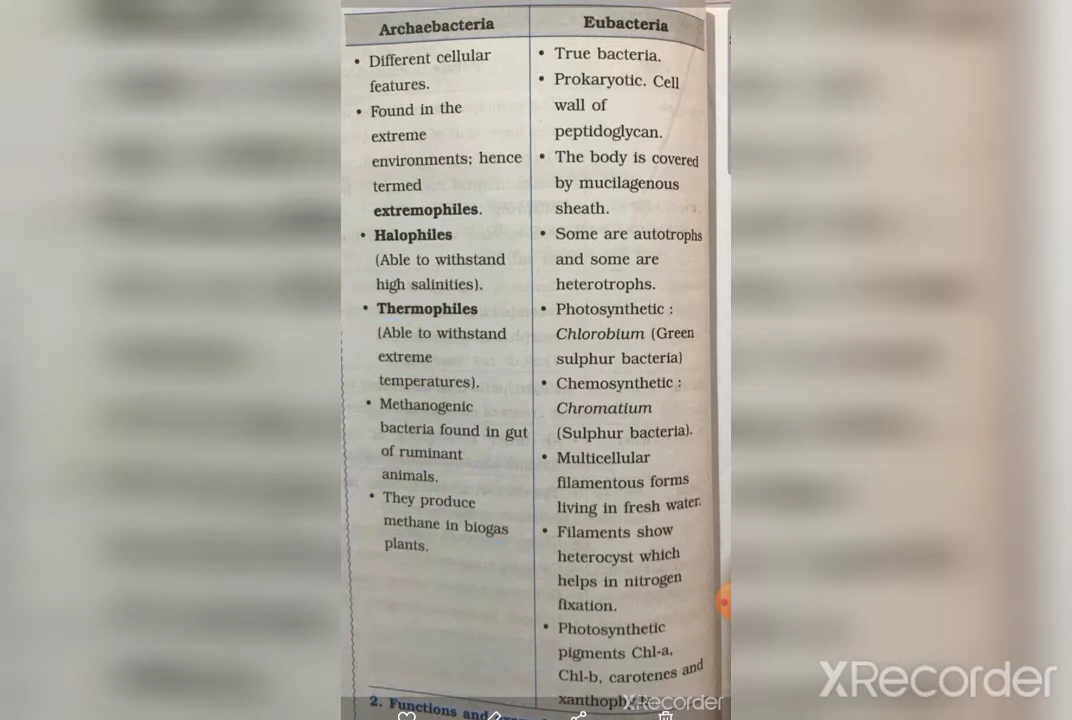 Archaebacteria
• Different cellular
features.
• Found in the
extreme
environments; hence
termed
extremophiles.
• Halophiles
(Able to withstand
high salinities).
• Thermophiles
(Able to withstand
extreme
temperatures).
• Methanogenic
bacteria found in gut
of ruminant
animals.
• They produce
methane in biogas
plants.
Eubacteria
• True bacteria.
• Prokaryotic. Cell
wall of
peptidoglycan.
• The body is covered
by mucilagenous
sheath.
• Some are autotrophs
and some are
heterotrophs.
• Photosynthetic :
Chlorobium (Green
sulphur bacteria)
• Chemosynthetic :
Chromatium
(Sulphur bacteria).
• Multicellular
filamentous forms
living in fresh water.
• Filaments show
heterocyst which
helps in nitrogen
fixation.
• Photosynthetic
pigments Chl-a,
Chl-b, carotenes and
2. Functions and
XRecorder
XRecorder